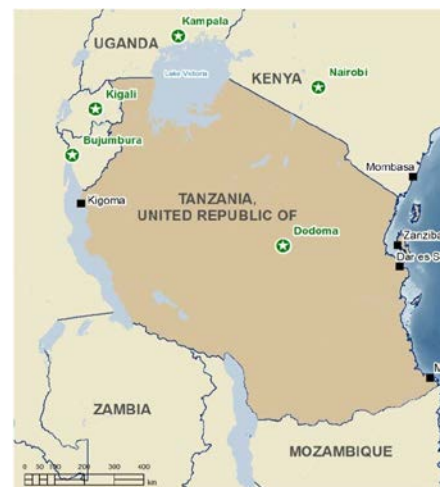 Kampala
UGANDA
Lake Victoria
KENYA
Nairobi
Kigali
Bujumbura
Mombasa
Kigoma
TANZANIA,
UNITED REPUBLIC OF
Zanziba
Dodoma
Dar es S
M
ZAMBIA
MOZAMBIQUE
0 50 100 200 300 400
km